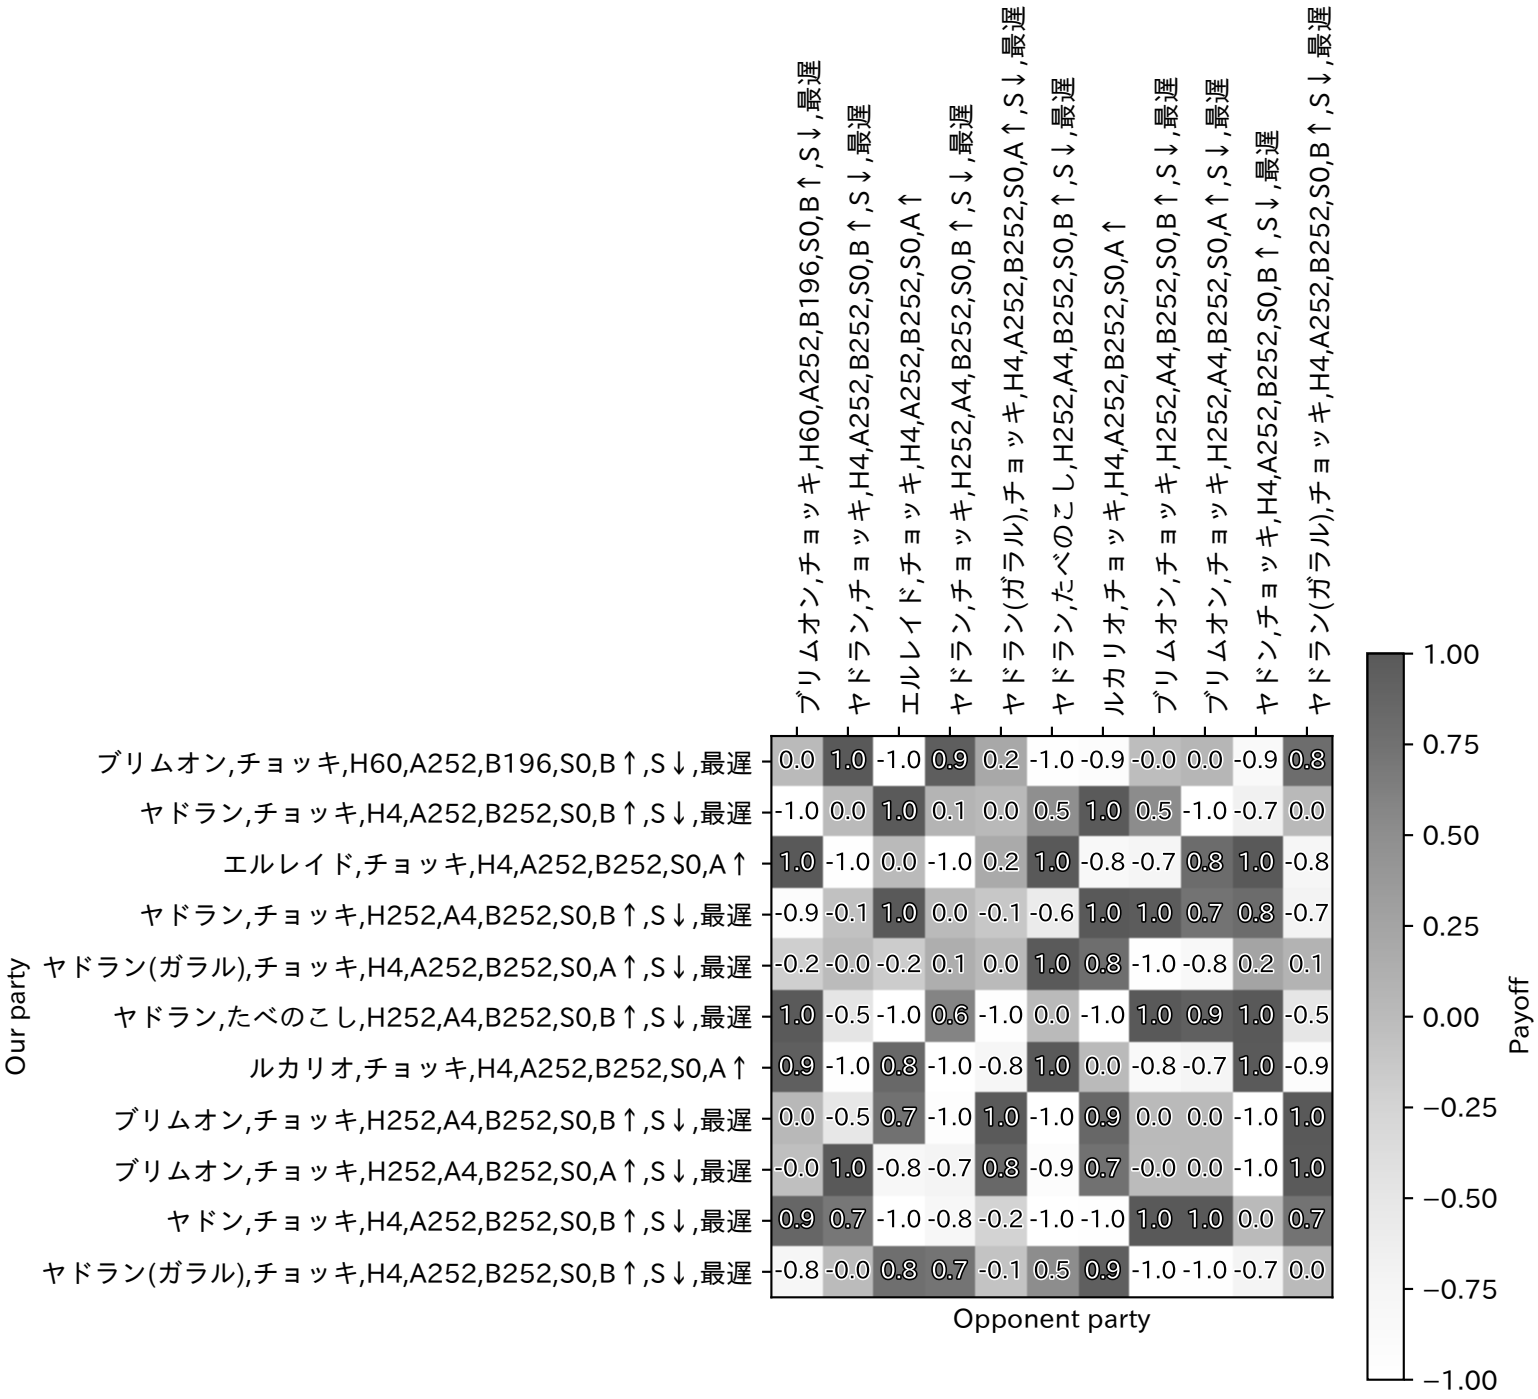 ブリムオン,チョッキ,H60,A252,B196,S0,B↑,S↓,最遅
ヤドラン,チョッキ,H4,A252,B252,S0,B↑,S↓,最遅
エルレイド,チョッキ,H4,A252,B252,S0,A↑
ヤドラン,チョッキ,H252,A4,B252,S0,B↑,S↓,最遅
ヤドラン(ガラル),チョッキ,H4,A252,B252,S0,A↑,S↓,最遅
ヤドラン,たべのこし,H252,A4,B252,S0,B↑,S↓,最遅
ルカリオ,チョッキ,H4,A252,B252,S0,A↑
ブリムオン,チョッキ,H252,A4,B252,S0,B↑,S↓,最遅
ブリムオン,チョッキ,H252,A4,B252,S0,A↑,S↓,最遅
ヤドン,チョッキ,H4,A252,B252,S0,B↑,S↓,最遅
ヤドラン(ガラル),チョッキ,H4,A252,B252,S0,B↑,S↓,最遅
ブリムオン,チョッキ,H60,A252,B196,S0,B↑,S↓,最遅 0.0 1.0 -1.0 0.9 0.2 -1.0 -0.9 -0.0 0.0 -0.9 0.8
ヤドラン,チョッキ,H4,A252,B252,S0,B↑,S↓,最遅 -1.0 0.0 1.0 0.1 0.0 0.5 1.0 0.5 -1.0 -0.7 0.0
エルレイド,チョッキ,H4,A252,B252,S0,A↑ 1.0 -1.0 0.0 -1.0 0.2 1.0 -0.8 -0.7 0.8 1.0 -0.8
ヤドラン,チョッキ,H252,A4,B252,S0,B↑,S↓,最遅 -0.9 -0.1 1.0 0.0 -0.1 -0.6 1.0 1.0 0.7 0.8 -0.7
ヤドラン(ガラル),チョッキ,H4,A252,B252,S0,A↑,S↓,最遅 -0.2 -0.0 -0.2 0.1 0.0 1.0 0.8 -1.0 -0.8 0.2 0.1
ヤドラン,たべのこし,H252,A4,B252,S0,B↑,S↓,最遅 1.0 -0.5 -1.0 0.6 -1.0 0.0 -1.0 1.0 0.9 1.0 -0.5
ルカリオ,チョッキ,H4,A252,B252,S0,A↑ 0.9 -1.0 0.8 -1.0 -0.8 1.0 0.0 -0.8 -0.7 1.0 -0.9
ブリムオン,チョッキ,H252,A4,B252,S0,B↑,S↓,最遅 0.0 -0.5 0.7 -1.0 1.0 -1.0 0.9 0.0 0.0 -1.0 1.0
ブリムオン,チョッキ,H252,A4,B252,S0,A↑,S↓,最遅 -0.0 1.0 -0.8 -0.7 0.8 -0.9 0.7 -0.0 0.0 -1.0 1.0
ヤドン,チョッキ,H4,A252,B252,S0,B↑,S↓,最遅 0.9 0.7 -1.0 -0.8 -0.2 -1.0 -1.0 1.0 1.0 0.0 0.7
ヤドラン(ガラル),チョッキ,H4,A252,B252,S0,B↑,S↓,最遅 -0.8 -0.0 0.8 0.7 -0.1 0.5 0.9 -1.0 -1.0 -0.7 0.0
Our party
Opponent party
1.00
0.75
0.50
0.25
0.00
−0.25
−0.50
−0.75
−1.00
Payoff